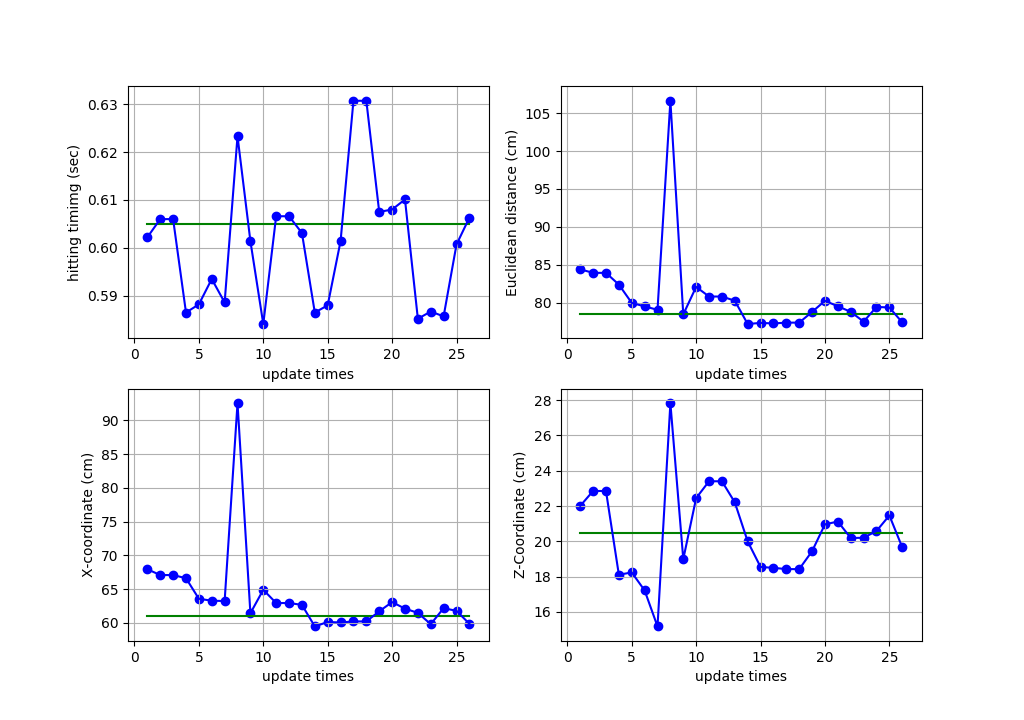 hitting timimg (sec)
0.63
0.62
0.61
0.60
0.59
0 5 10 15 20 25
update times
Euclidean distance (cm)
105
100
95
90
85
80
0 5 10 15 20 25
update times
X-coordinate (cm)
90
85
80
75
70
65
60
0 5 10 15 20 25
update times
Z-Coordinate (cm)
28
26
24
22
20
18
16
0 5 10 15 20 25
update times